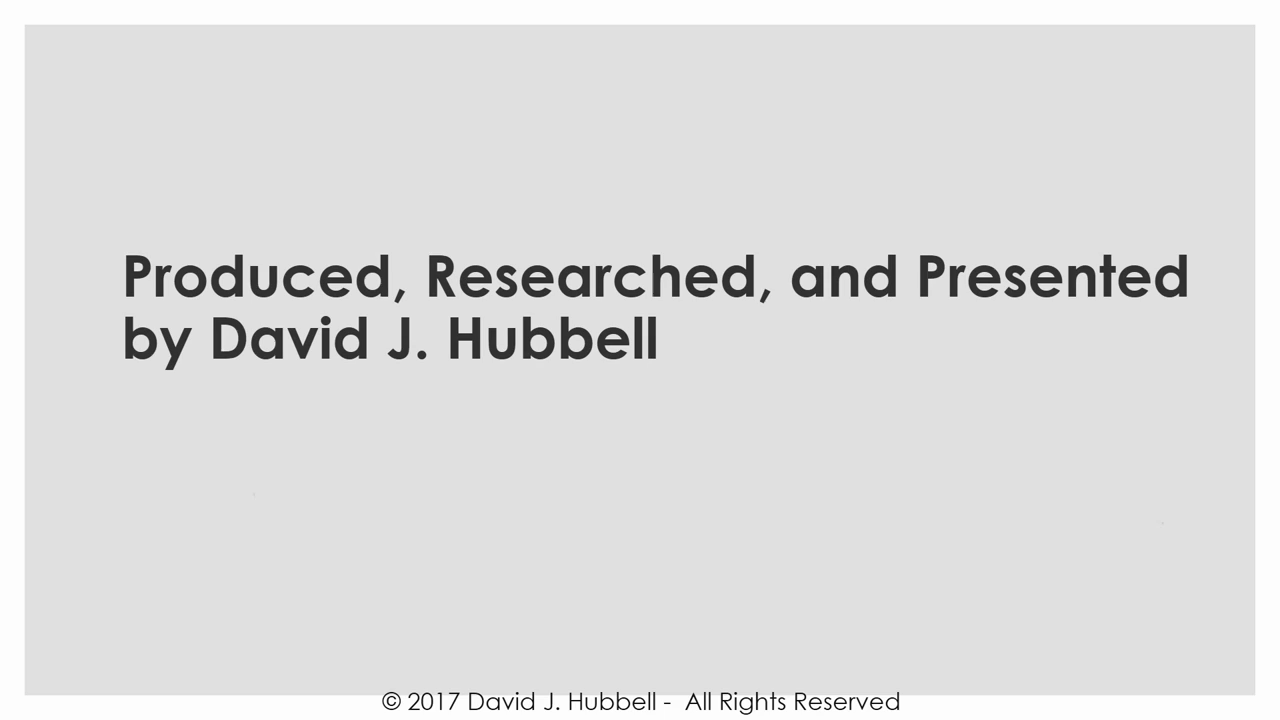 Produced, Researched, and Presented
by David J. Hubbell
© 2017 David J. Hubbell -  All Rights Reserved